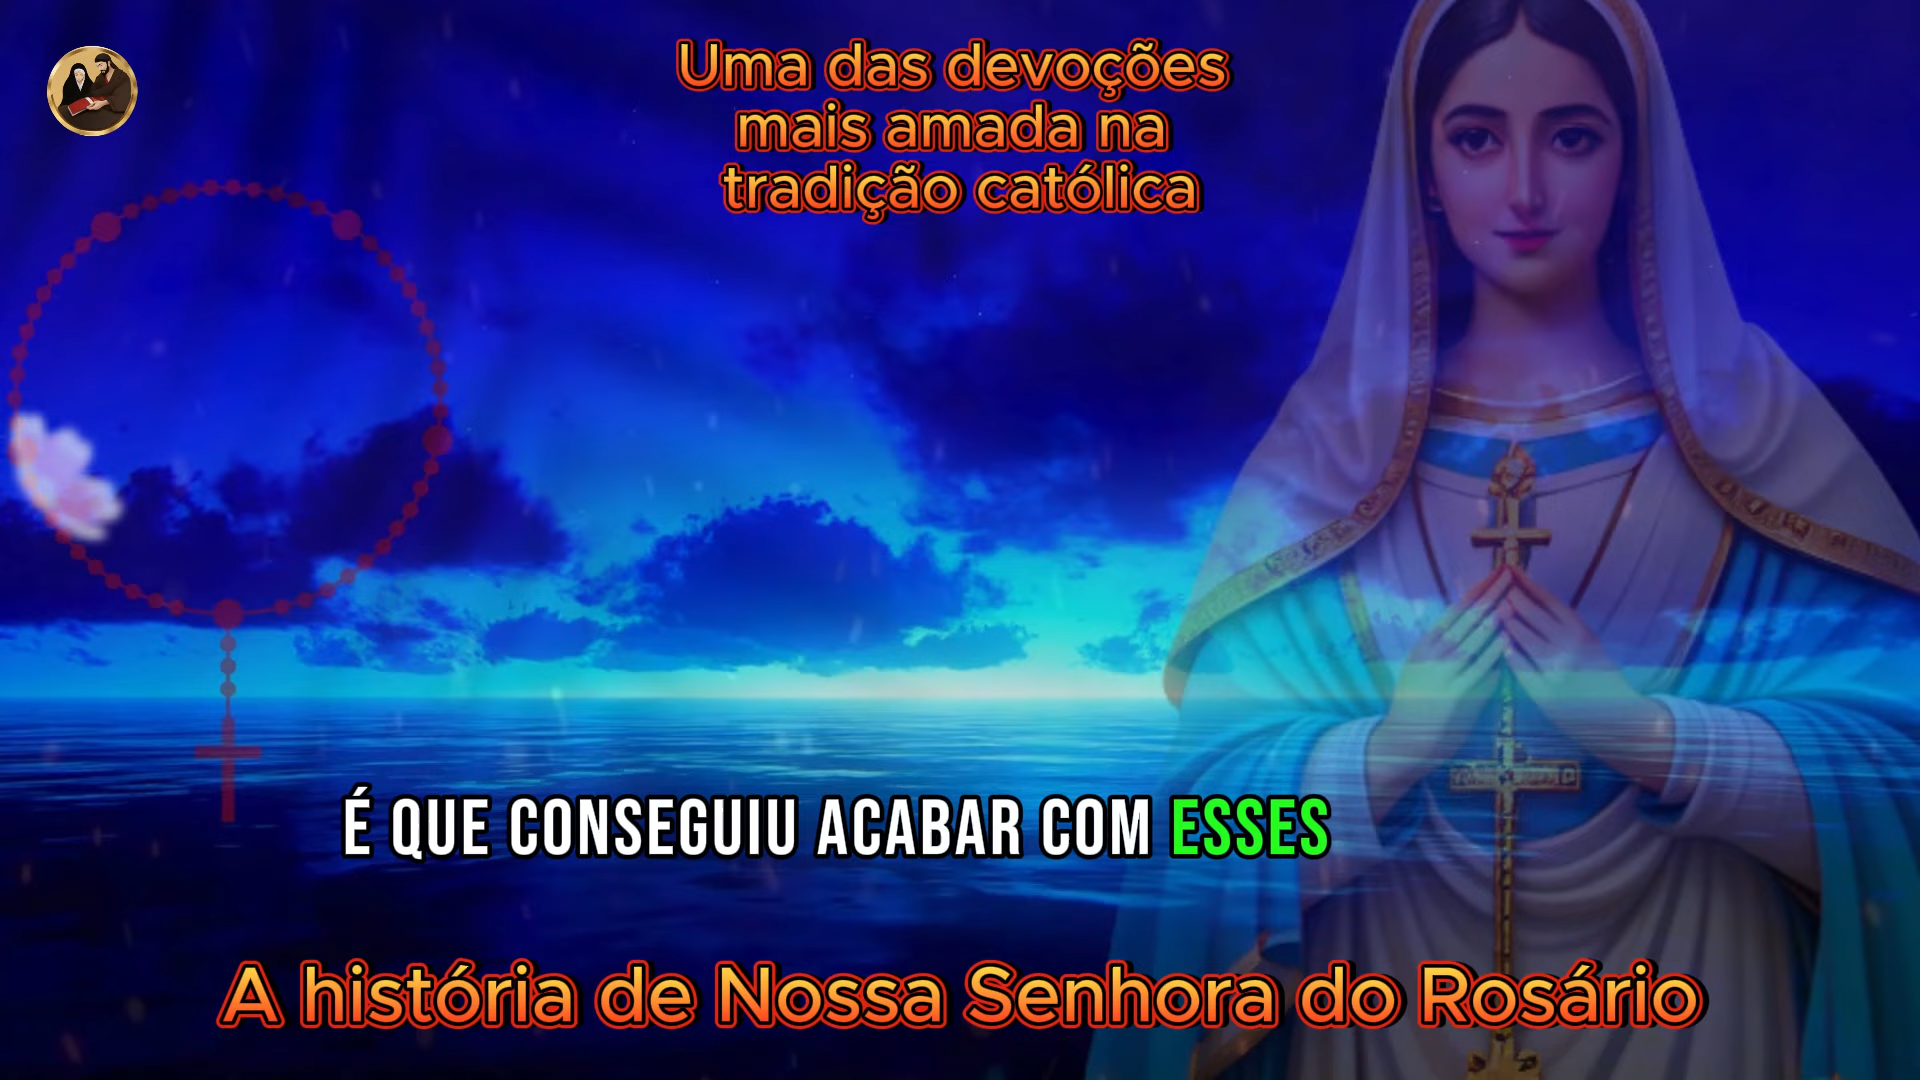 Uma das devoções
mais amada na
tradição católica
É QUE CONSEGUIU ACABAR COM ESSES
A história de Nossa Senhora do Rosário